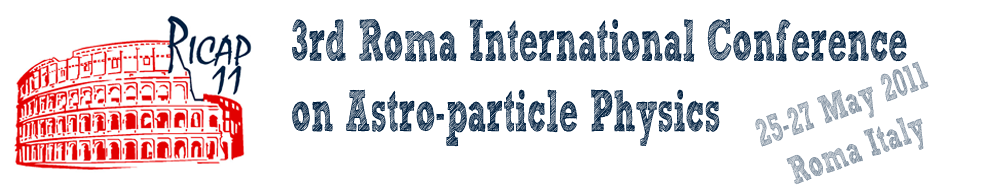 RICAP
11
3rd Roma International Conference
on Astro-particle Physics
25-27 May 2011
Roma Italy